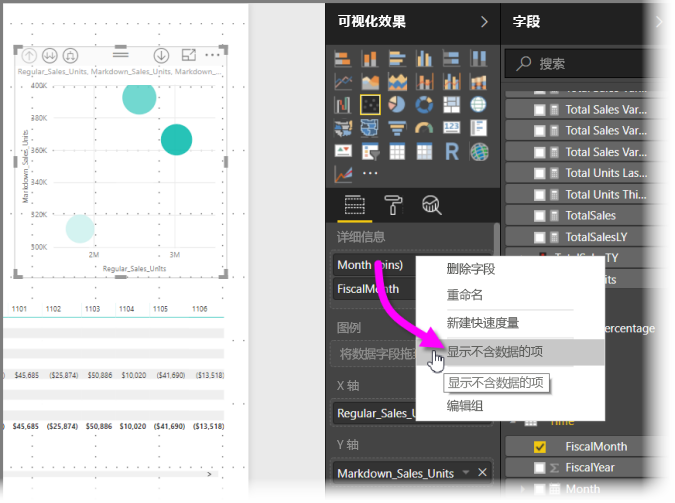 可视化效果
字段
搜索
Regular_Sales_Units, Markdown_Sales_Units, Markdown_...
400K
380K
360K
340K
320K
300K
Markdown_Sales_Units
2M
3M
Regular_Sales_Units
1101 1102 1103 1104 1105 1106
$45,685 ($25,874) $50,886 $10,020 ($41,690) ($13,518)
$45,685 ($25,874) $50,886 $10,020 ($41,690) ($13,518)
123
R
详细信息
Month
FiscalMonth
图例
将数据字段拖
X 轴
Regular_Sales_U
Y 轴
Markdown_Sales_Units
删除字段
重命名
新建快速度量
显示不含数据的项
显示不含数据的项
编辑组
Total Sales Var...
Total Sales Var...
Total Sales Var...
Total Units Las...
Total Units Thi...
TotalSales
TotalSalesLY
TotalSalesTY
ercentage
Time
FiscalMonth
FiscalYear
Month